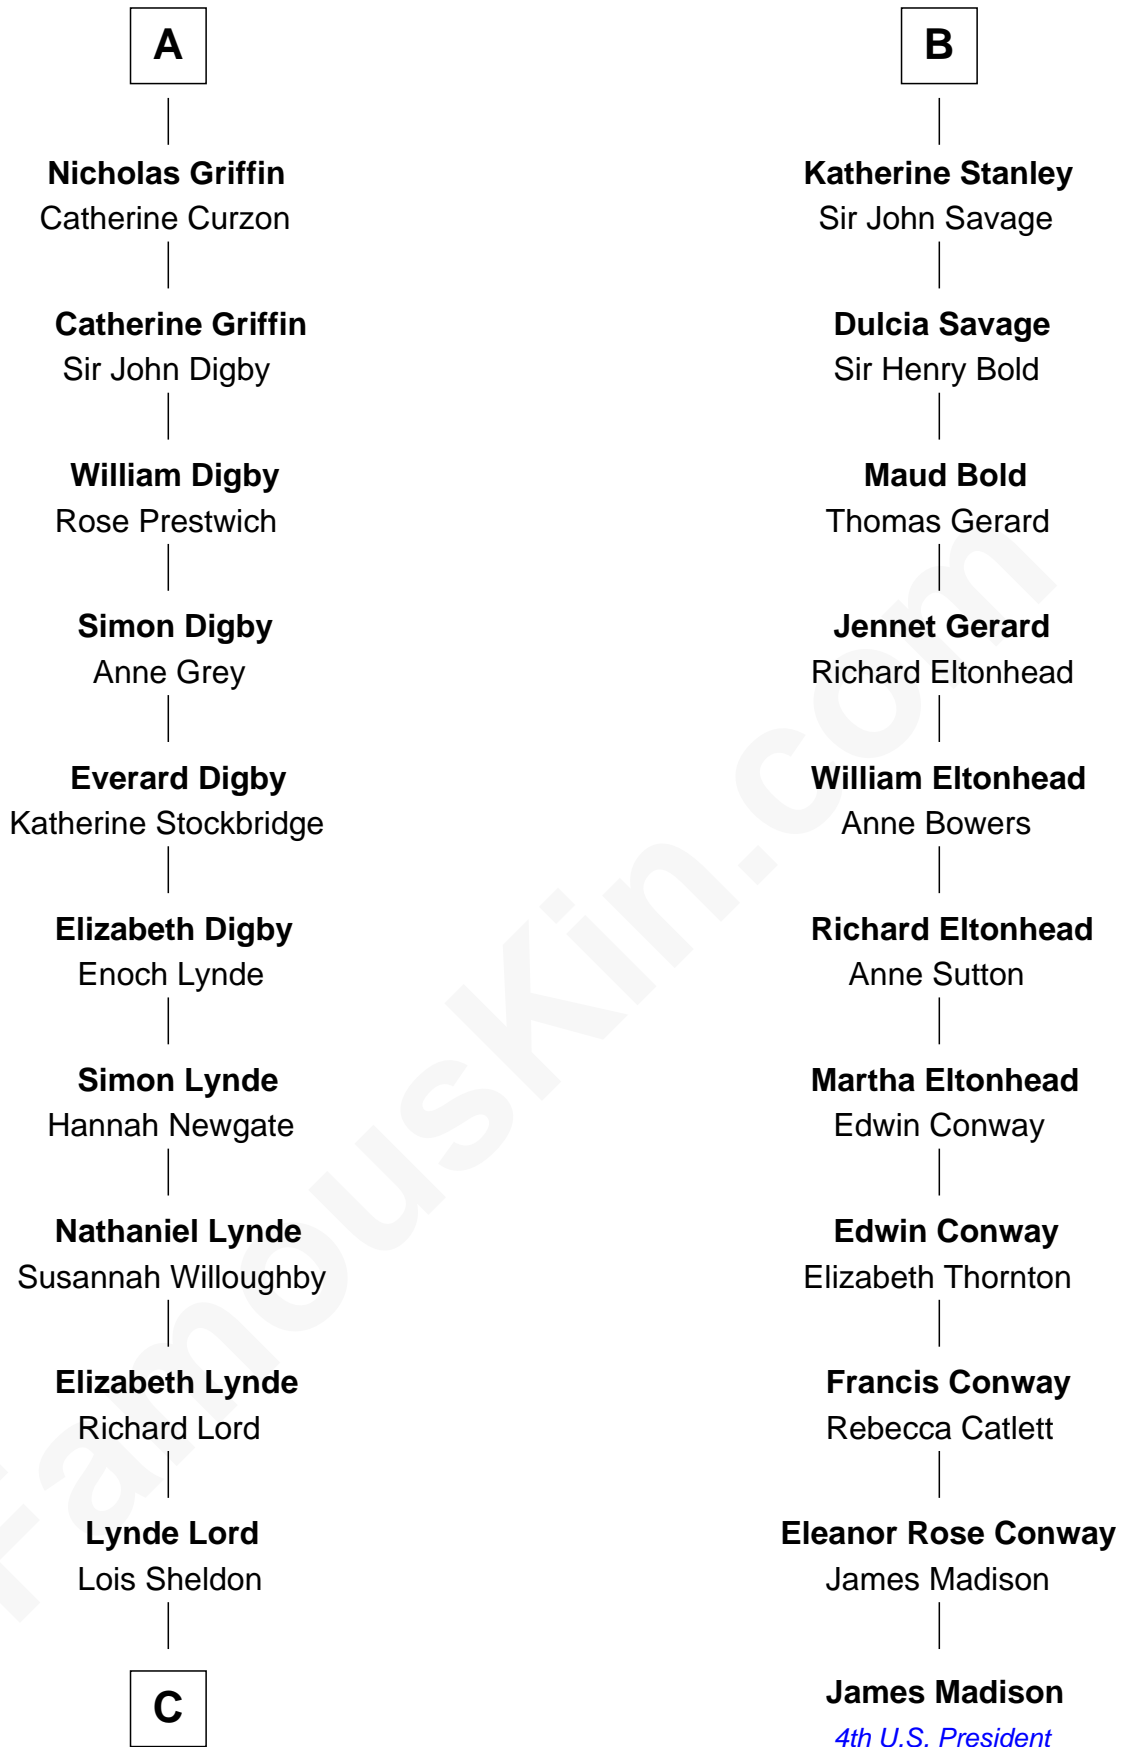 A
Nicholas Griffin
Catherine Curzon
Catherine Griffin
Sir John Digby
William Digby
Rose Prestwich
Simon Digby
Anne Grey
Everard Digby
Katherine Stockbridge
Elizabeth Digby
Enoch Lynde
Simon Lynde
Hannah Newgate
Nathaniel Lynde
Susannah Willoughby
Elizabeth Lynde
Richard Lord
Lynde Lord
Lois Sheldon
C
B
Katherine Stanley
Sir John Savage
Dulcia Savage
Sir Henry Bold
Maud Bold
Thomas Gerard
Jennet Gerard
Richard Eltonhead
William Eltonhead
Anne Bowers
Richard Eltonhead
Anne Sutton
Martha Eltonhead
Edwin Conway
Edwin Conway
Elizabeth Thornton
Francis Conway
Rebecca Catlett
Eleanor Rose Conway
James Madison
James Madison
4th U.S. President
FamousKin.com